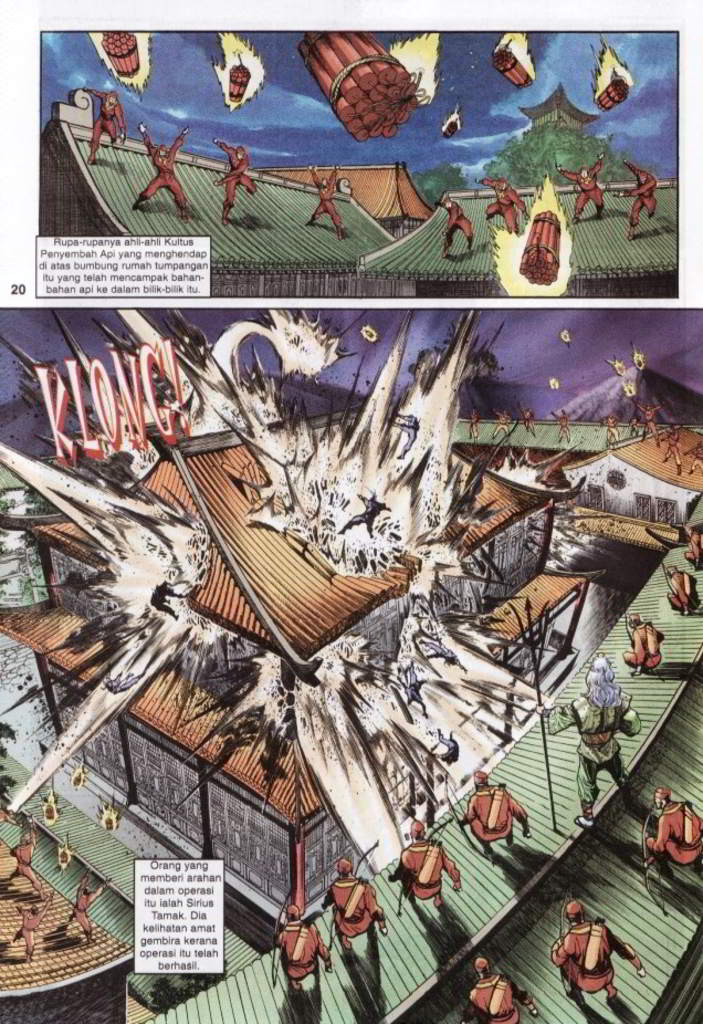 Rupa-rupanya ahli-ahli Kultus
Penyembah Api yang menghendap
di atas bumbung rumah tumpangan
itu yang telah mencampak bahan-
bahan api ke dalam bilik-bilik itu.
20
KLONG!
Orang yang
memberi arahan
dalam operasi
itu ialah Sirius
Tamak. Dia
kelihatan amat
gembira kerana
operasi itu telah
berhasil.